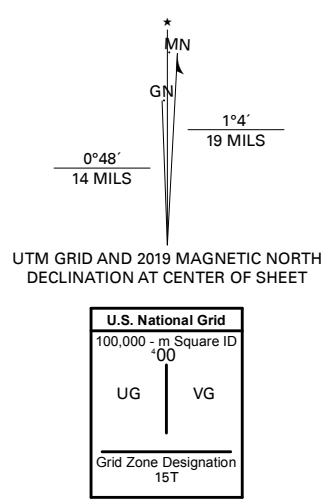 ★
MN
GN
1°4´
19 MILS
0°48´
14 MILS
UTM GRID AND 2019 MAGNETIC NORTH
DECLINATION AT CENTER OF SHEET
U.S. National Grid
100,000 - m Square ID
⁴00
UG VG
Grid Zone Designation
15T